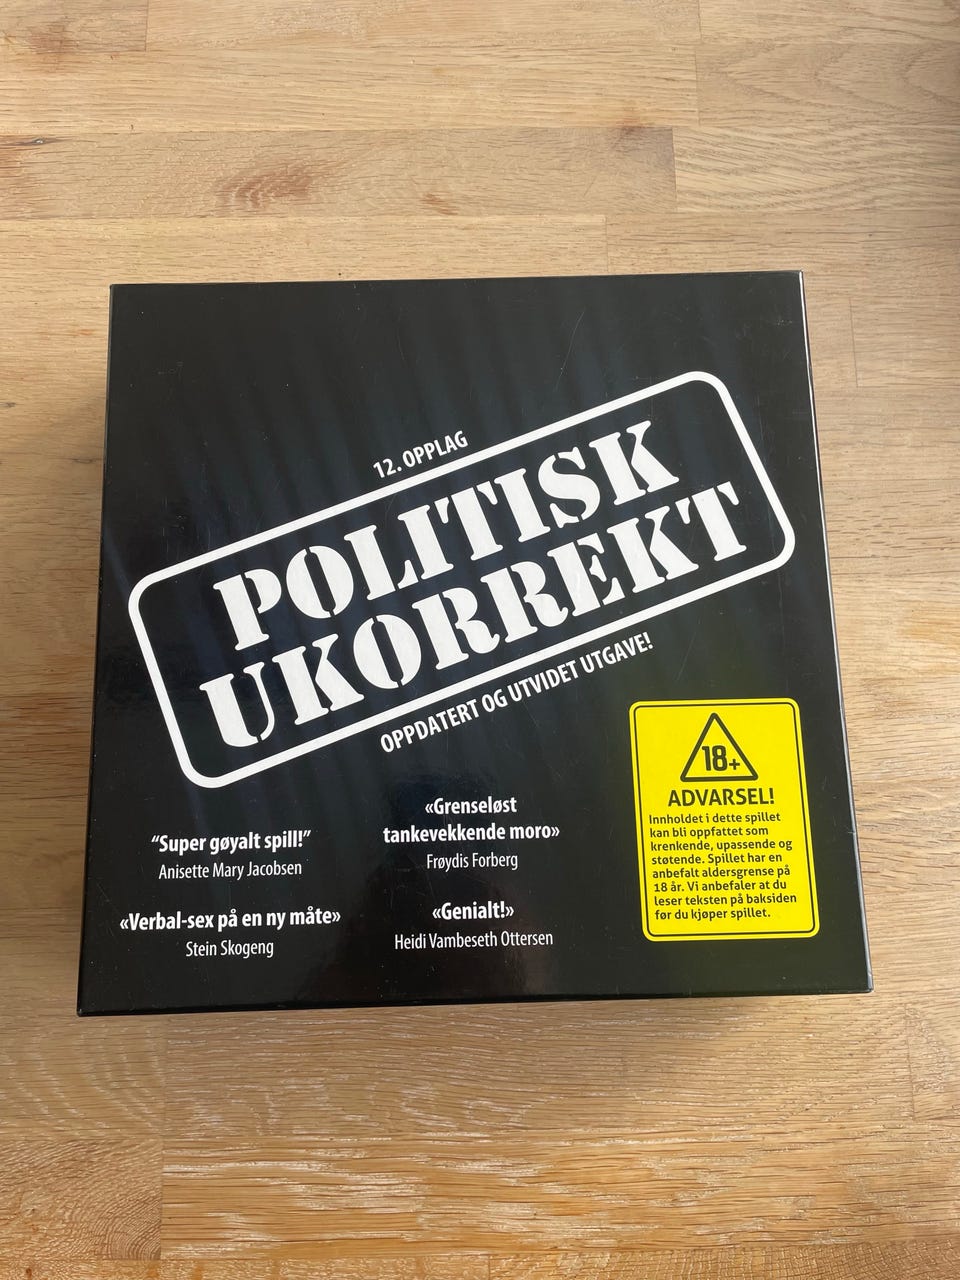 12. OPPLAG
POLITISK
UKORREKT
OPPDATERT OG UTVIDET UTGAVE!
“Super gøyalt spill!”
Anisette Mary Jacobsen
«Verbal-sex på en ny måte»
Stein Skogeng
«Grenseløst
tankevekkende moro»
Frøydis Forberg
«Genialt!»
Heidi Vambeseth Ottersen
18+
ADVARSEL!
Innholdet i dette spillet
kan bli oppfattet som
krenkende, upassende og
støtende. Spillet har en
anbefalt aldersgrense på
18 år. Vi anbefaler at du
leser teksten på baksiden
før du kjøper spillet.